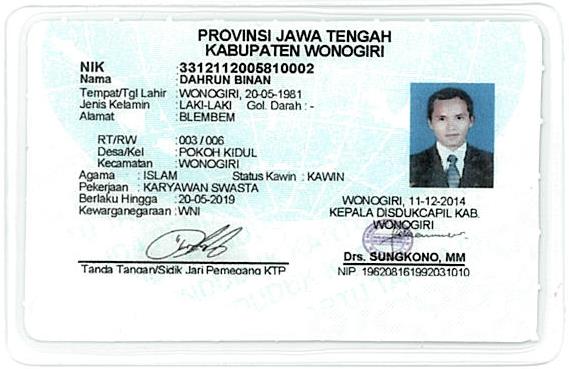 PROVINSI JAWA TENGAH
KABUPATEN WONOGIRI
NIK : 3312112005810002
Nama : DAHRUN BINAN
Tempat/Tgl Lahir : WONOGIRI, 20-05-1981
Jenis Kelamin : LAKI-LAKI Gol. Darah : -
Alamat : BLEMBEM
RT/RW : 003 / 006
Desa/Kel : POKOH KIDUL
Kecamatan : WONOGIRI
Agama : ISLAM Status Kawin : KAWIN
Pekerjaan : KARYAWAN SWASTA
Berlaku Hingga : 20-05-2019
Kewarganegaraan : WNI
WONOGIRI, 11-12-2014
KEPALA DISDUKCAPIL KAB.
WONOGIRI
Drs. SUNGKONO, MM
NIP 196208161992031010
Tanda Tangan/Sidik Jari Pemegang KTP